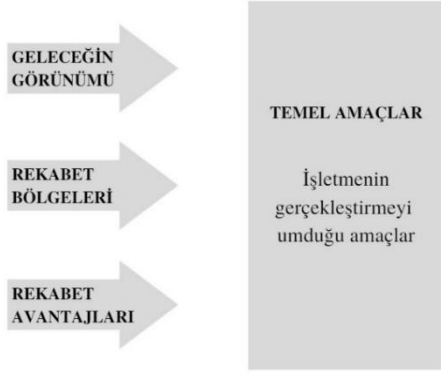 GELECEĞİN
GÖRÜNÜMÜ
REKABET
BÖLGELERİ
REKABET
AVANTAJLARI
TEMEL AMAÇLAR
İşletmenin
gerçekleştirmeyi
umduğu amaçlar